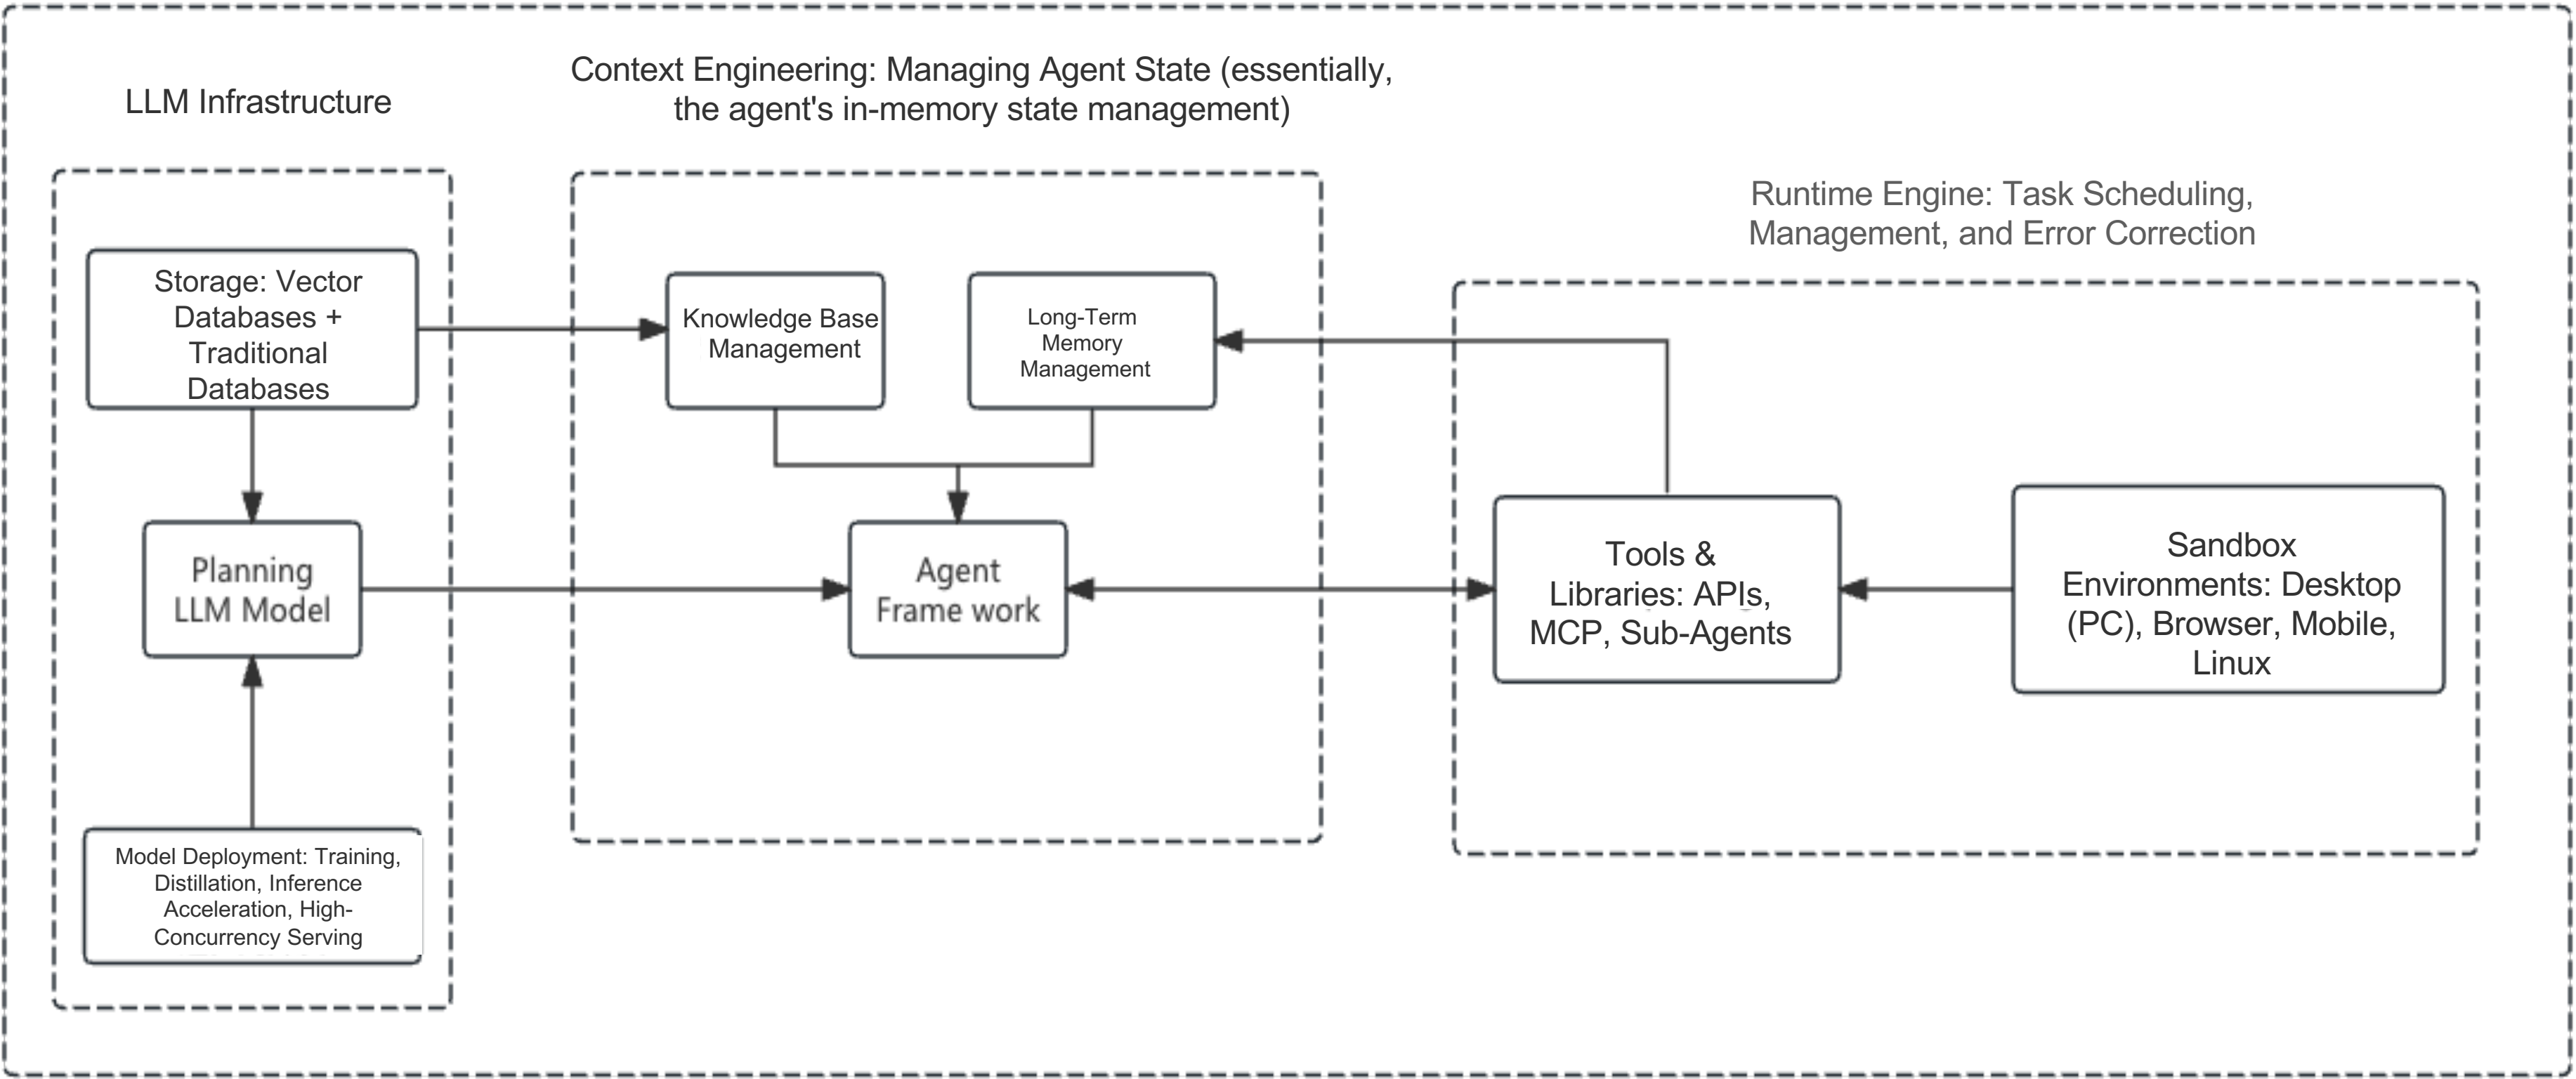 LLM Infrastructure
Context Engineering: Managing Agent State (essentially,
the agent's in-memory state management)
Runtime Engine: Task Scheduling,
Management, and Error Correction
Storage: Vector
Databases +
Traditional
Databases
Knowledge Base
Management
Long-Term
Memory
Management
Planning
LLM Model
Agent
Frame work
Tools &
Libraries: APIs,
MCP, Sub-Agents
Sandbox
Environments: Desktop
(PC), Browser, Mobile,
Linux
Model Deployment: Training,
Distillation, Inference
Acceleration, High-
Concurrency Serving